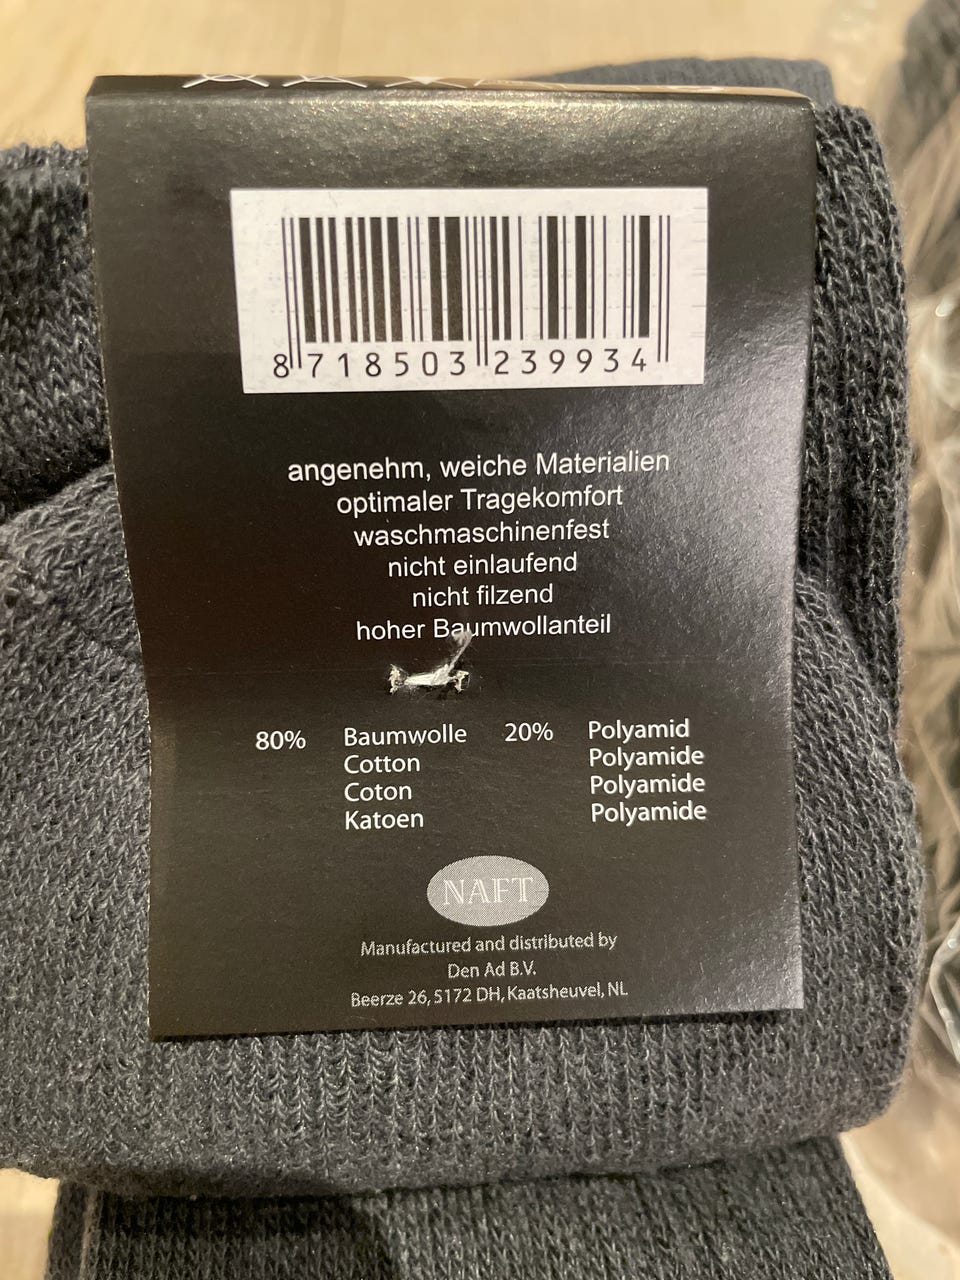 8 718503 239934
angenehm, weiche Materialien
optimaler Tragekomfort
waschmaschinenfest
nicht einlaufend
nicht filzend
hoher Baumwollanteil
80% Baumwolle 20% Polyamid
Cotton Polyamide
Coton Polyamide
Katoen Polyamide
NAFT
Manufactured and distributed by
Den Ad B.V.
Beerze 26, 5172 DH, Kaatsheuvel, NL